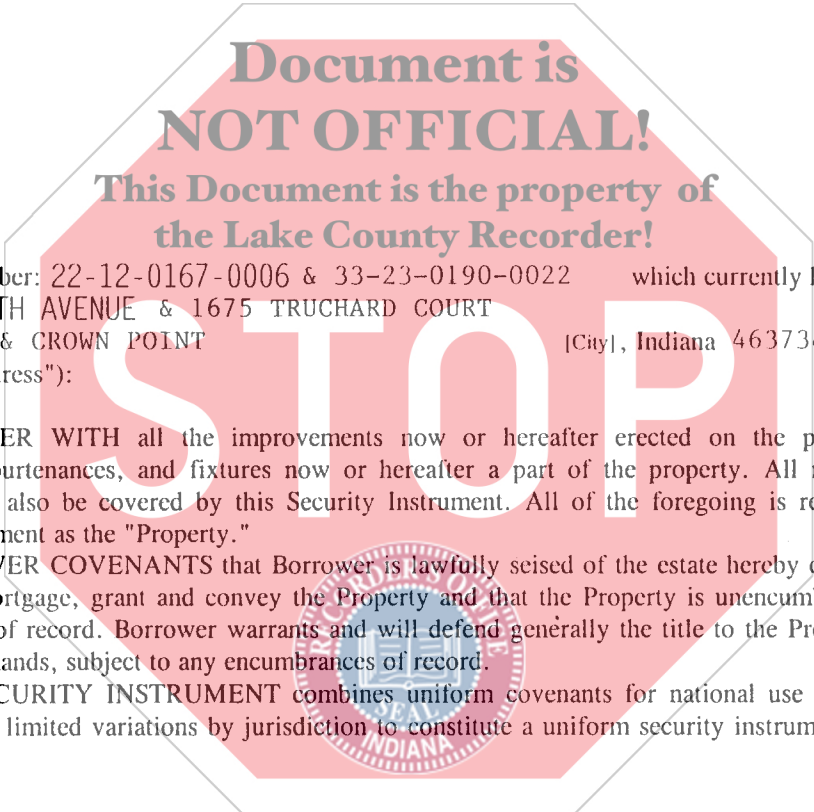 Document is
NOT OFFICIAL!
This Document is the property of
the Lake County Recorder!
ber: 22-12-0167-0006 & 33-23-0190-0022 which currently
TH AVENUE & 1675 TRUCHARD COURT
& CROWN POINT [City], Indiana 46373
ress"):
STOP
ER WITH all the improvements now or hereafter erected on the p
urtenances, and fixtures now or hereafter a part of the property. All
also be covered by this Security Instrument. All of the foregoing is re
ment as the "Property."
VER COVENANTS that Borrower is lawfully seised of the estate hereby
ortgage, grant and convey the Property and that the Property is unencum
of record. Borrower warrants and will defend generally the title to the Pr
ands, subject to any encumbrances of record.
CURITY INSTRUMENT combines uniform covenants for national use
limited variations by jurisdiction to constitute a uniform security instrum
RECORDER'S OFFICE
SEAL
INDIANA